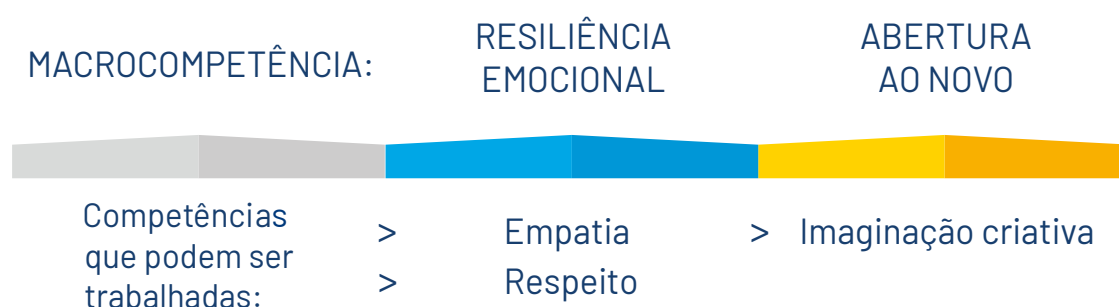 MACROCOMPETÊNCIA:
RESILIÊNCIA
EMOCIONAL
ABERTURA
AO NOVO
Competências
que podem ser
trabalhadas:
> Empatia
> Respeito
> Imaginação criativa